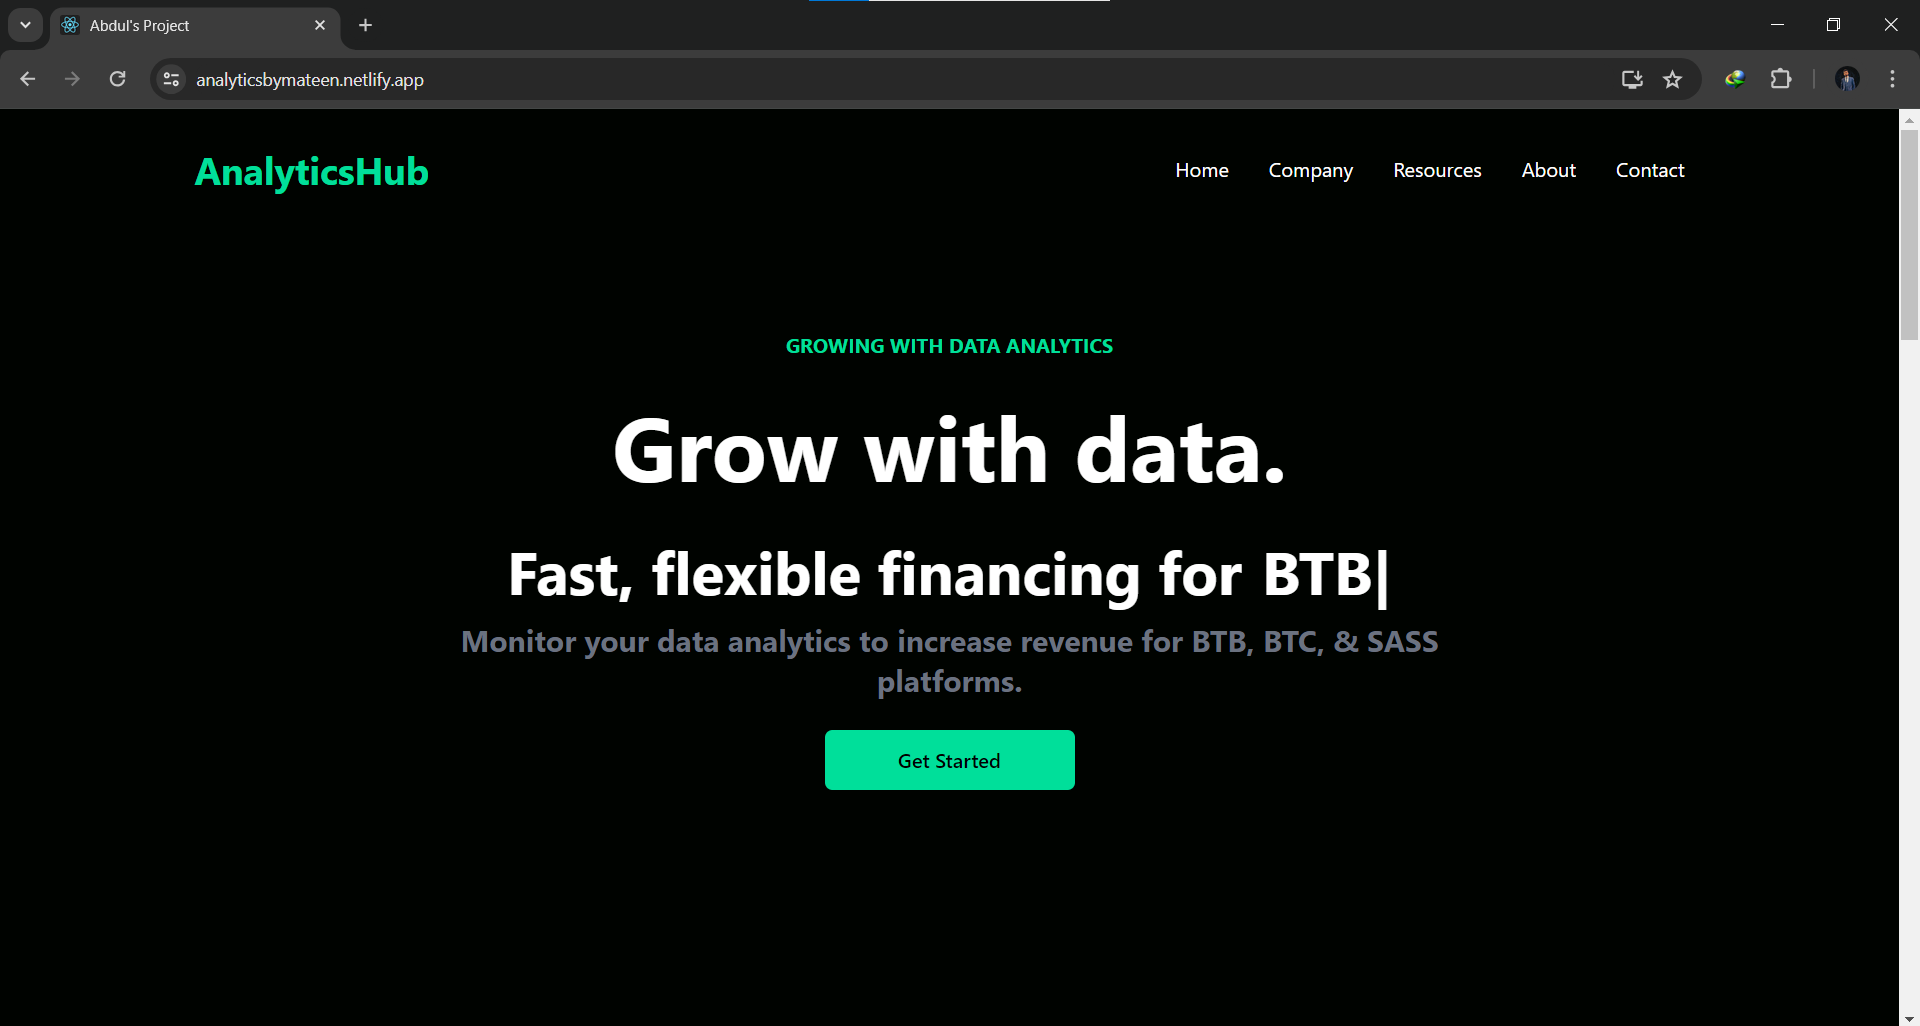 Abdul's Project
analyticsbymateen.netlify.app
AnalyticsHub
Home Company Resources About Contact
GROWING WITH DATA ANALYTICS
Grow with data.
Fast, flexible financing for BTB|
Monitor your data analytics to increase revenue for BTB, BTC, & SASS
platforms.
Get Started